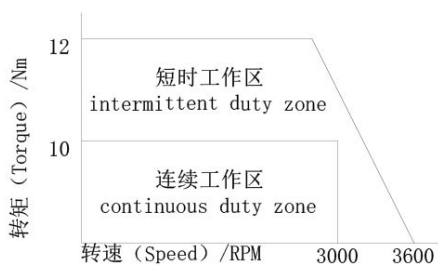 12
短时工作区
intermittent duty zone
10
连续工作区
continuous duty zone
转矩（Torque）/Nm
转速（Speed）/RPM
3000
3600